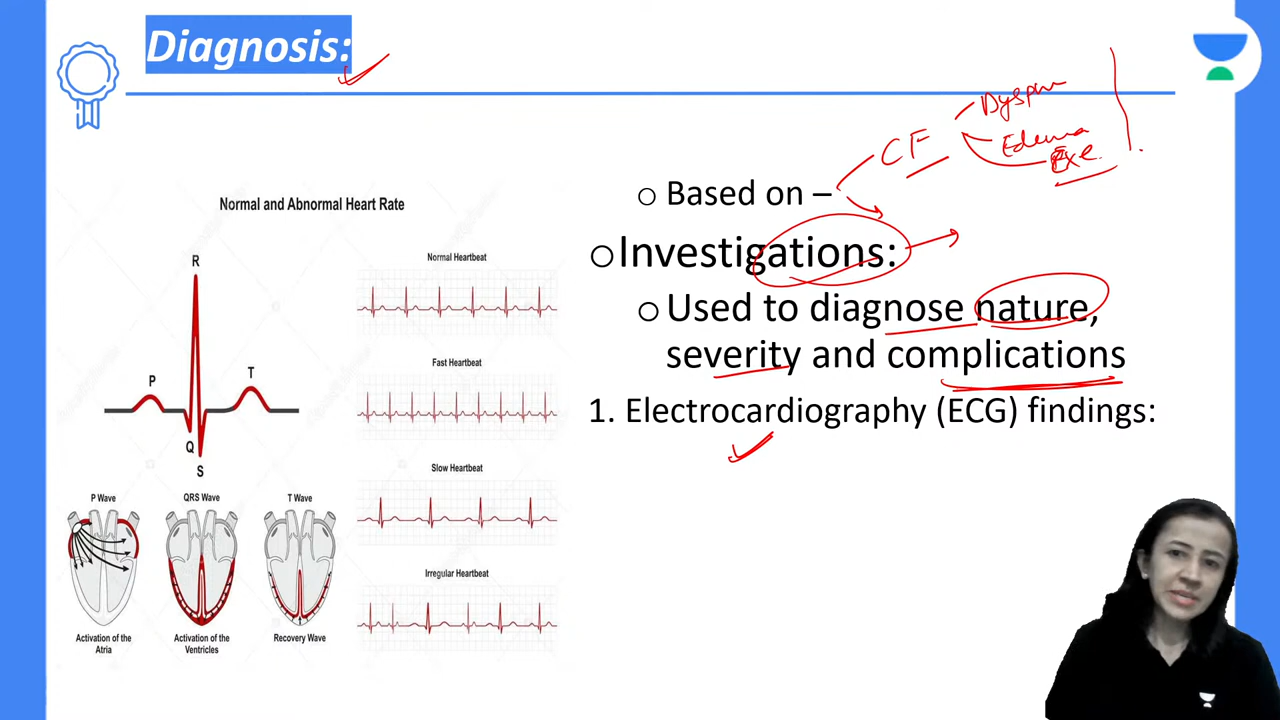 Diagnosis:
CF
Edema
Exe.
Based on –
Investigations:
Used to diagnose nature,
severity and complications
1. Electrocardiography (ECG) findings:
Normal and Abnormal Heart Rate
R
P
T
Q
S
Normal Heartbeat
Fast Heartbeat
Slow Heartbeat
Irregular Heartbeat
P Wave
QRS Wave
T Wave
Activation of the
Atria
Activation of the
Ventricles
Recovery Wave